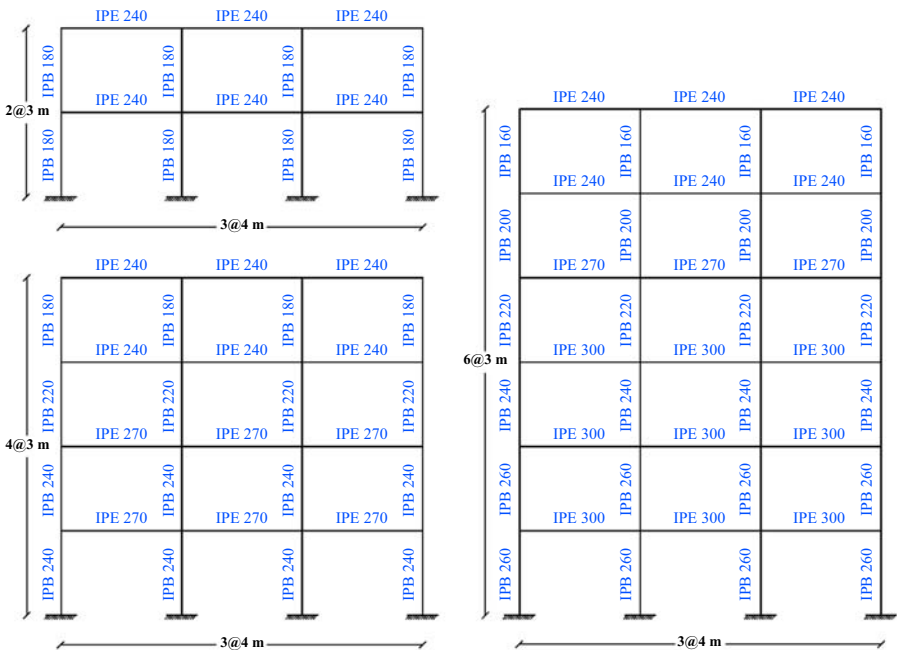 IPE 240 IPE 240 IPE 240
IPB 180 IPB 180 IPB 180 IPB 180
2@3 m
IPE 240 IPE 240 IPE 240
IPB 180 IPB 180 IPB 180 IPB 180
3@4 m
IPE 240 IPE 240 IPE 240
IPB 180 IPB 180 IPB 180 IPB 180
IPE 240 IPE 240 IPE 240
IPB 220 IPB 220 IPB 220 IPB 220
4@3 m
IPE 270 IPE 270 IPE 270
IPB 240 IPB 240 IPB 240 IPB 240
IPE 270 IPE 270 IPE 270
IPB 240 IPB 240 IPB 240 IPB 240
3@4 m
IPE 240 IPE 240 IPE 240
IPB 160 IPB 160 IPB 160 IPB 160
IPE 240 IPE 240 IPE 240
IPB 200 IPB 200 IPB 200 IPB 200
IPE 270 IPE 270 IPE 270
IPB 220 IPB 220 IPB 220 IPB 220
6@3 m
IPE 300 IPE 300 IPE 300
IPB 240 IPB 240 IPB 240 IPB 240
IPE 300 IPE 300 IPE 300
IPB 260 IPB 260 IPB 260 IPB 260
IPE 300 IPE 300 IPE 300
IPB 260 IPB 260 IPB 260 IPB 260
3@4 m